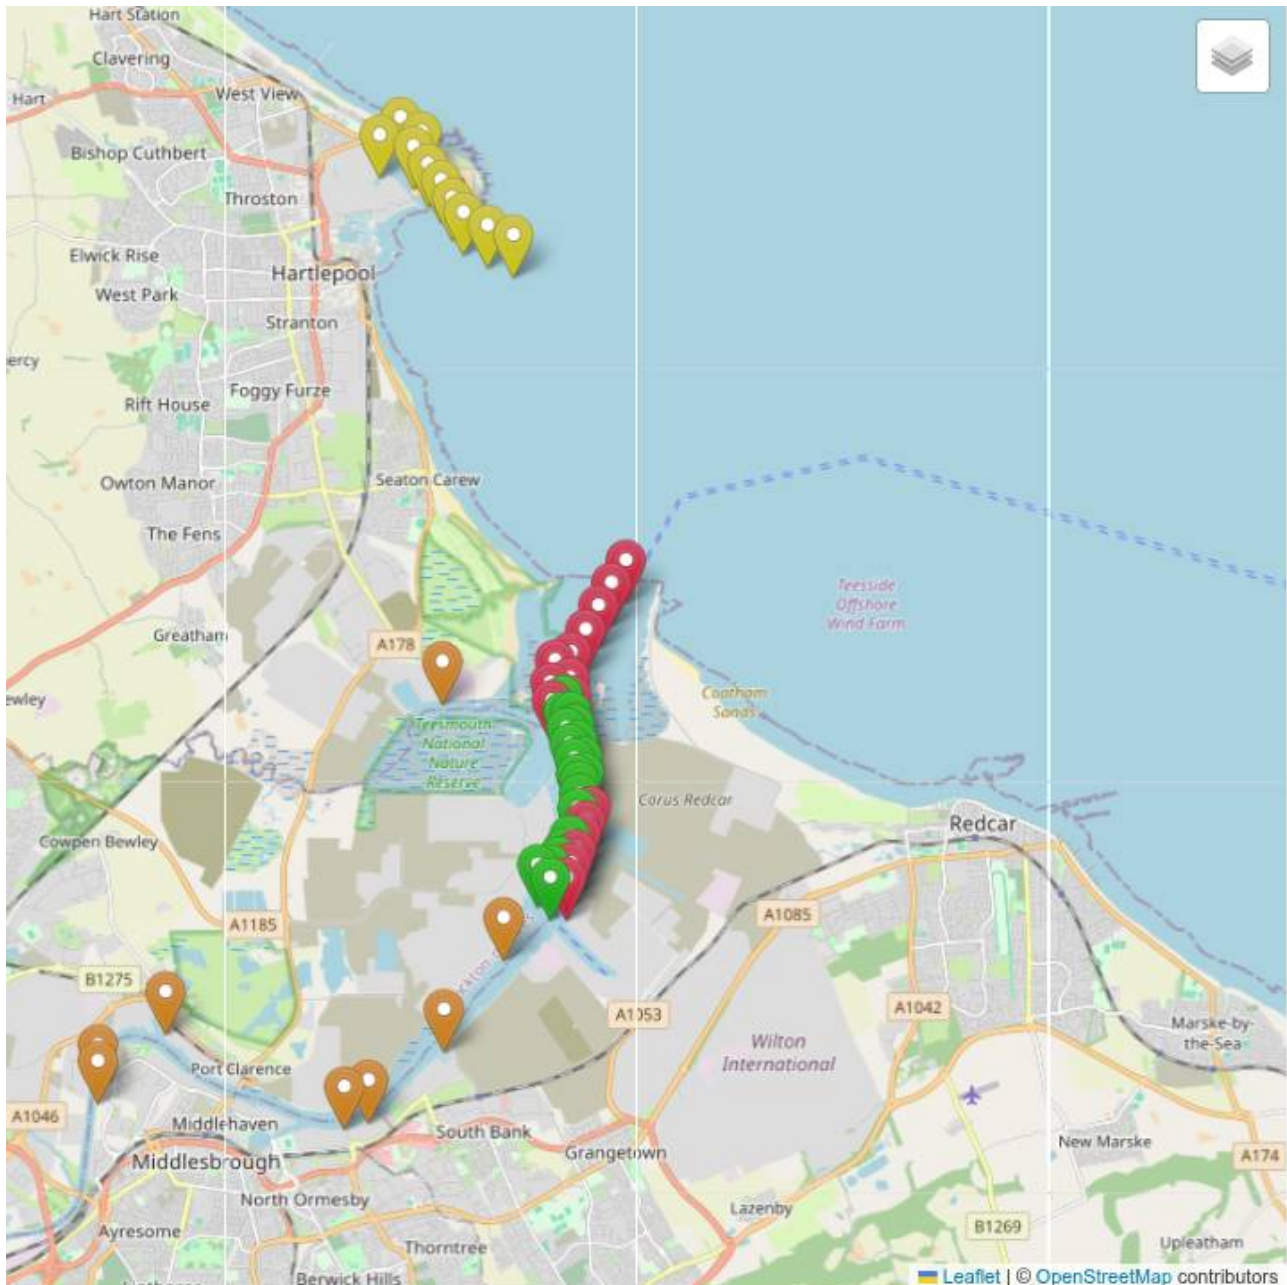 Hart Station
Clavering
West View
Hart
Bishop Cuthbert
Throston
Elwick Rise
Hartlepool
West Park
Stranton
ercy
Foggy Furze
Rift House
Seaton Carew
Owton Manor
The Fens
Teesside
Offshore
Wind Farm
Greatham
A178
ewley
Coatham
Sands
Teesmouth
National
Nature
Reserve
Corus Redcar
Redcar
Cowpen Bewley
A1085
A1185
B1275
A1042
A1053
Marske-by-
the-Sea
Wilton
International
Port Clarence
A1046
Middlehaven
South Bank
New Marske
Grangetown
A174
Middlesbrough
North Ormesby
Lazenby
B1269
Ayresome
Upleatham
Thorntree
Berwick Hills
Leaflet | © OpenStreetMap contributors